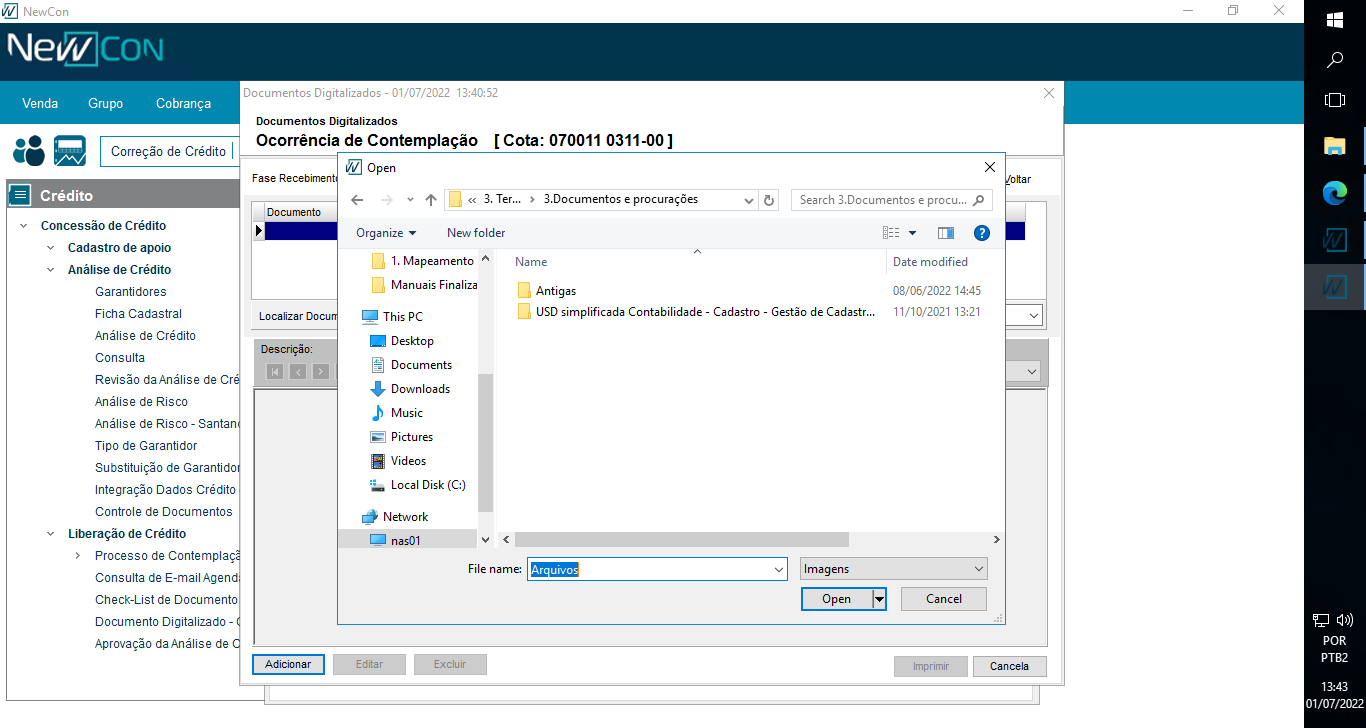 NewCon
NEWCON
Venda Grupo Cobrança
Correção de Crédito
Crédito
Concessão de Crédito
Cadastro de apoio
Análise de Crédito
Garantidores
Ficha Cadastral
Análise de Crédito
Consulta
Revisão da Análise de Cré
Análise de Risco
Análise de Risco - Santan
Tipo de Garantidor
Substituição de Garantidor
Integração Dados Crédito -
Controle de Documentos
Liberação de Crédito
Processo de Contemplaçã
Consulta de E-mail Agenda
Check-List de Documento
Documento Digitalizado - C
Aprovação da Análise de C
Documentos Digitalizados - 01/07/2022 13:40:52
Documentos Digitalizados
Ocorrência de Contemplação [ Cota: 070011 0311-00 ]
Fase Recebimento
Voltar
Documento
Localizar Docum
Descrição:
Open
« 3. Ter... › 3.Documentos e procurações
Search 3.Documentos e procu...
Organize New folder
1. Mapeamento
Manuais Finaliza
This PC
Desktop
Documents
Downloads
Music
Pictures
Videos
Local Disk (C:)
Network
nas01
Name Date modified
Antigas 08/06/2022 14:45
USD simplificada Contabilidade - Cadastro - Gestão de Cadastr... 11/10/2021 13:21
File name: Arquivos Imagens
Open Cancel
Adicionar Editar Excluir Imprimir Cancela
POR
PTB2
13:43
01/07/2022